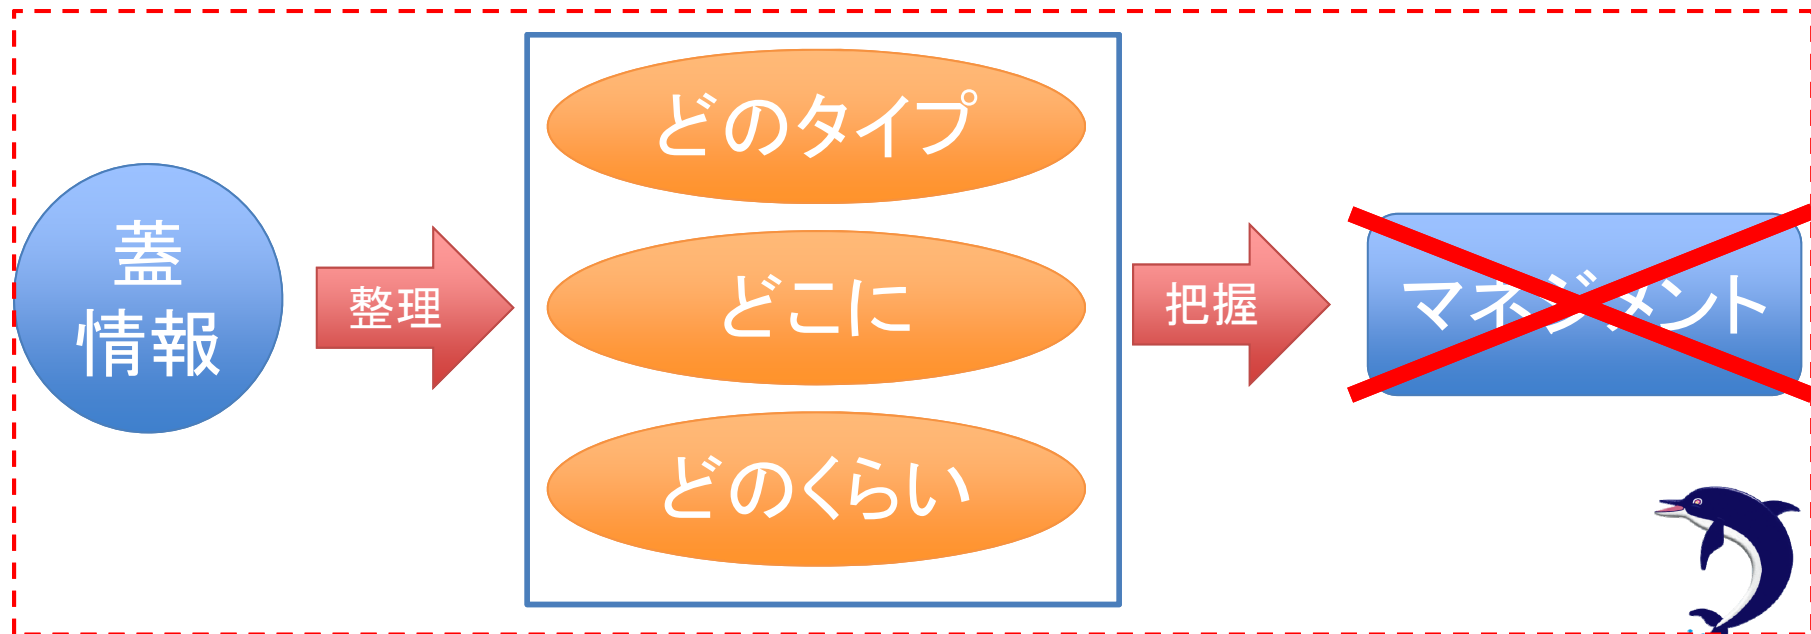 蓋
情報
整理
どのタイプ
どこに
どのくらい
把握
マネジメント